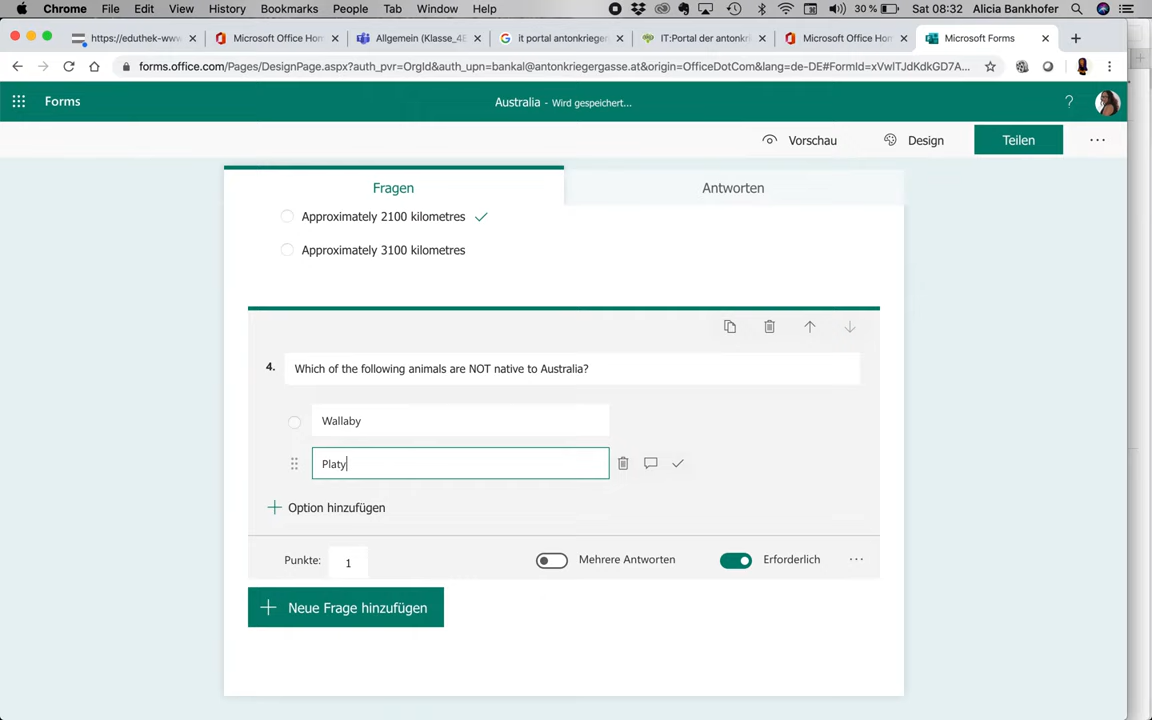 Chrome File Edit View History Bookmarks People Tab Window Help 30 % Sat 08:32 Alicia Bankhofer
https://eduthek-www Microsoft Office Hom Allgemein (Klasse_4E it portal antonkrieger IT:Portal der antonkri Microsoft Office Hom Microsoft Forms
forms.office.com/Pages/DesignPage.aspx?auth_pvr=OrgId&auth_upn=bankal@antonkriegergasse.at&origin=OfficeDotCom&lang=de-DE#FormId=xVwITJdKdkGD7A...
Forms Australia - Wird gespeichert... ?
Vorschau Design Teilen ...
Fragen Antworten
Approximately 2100 kilometres
Approximately 3100 kilometres
4. Which of the following animals are NOT native to Australia?
Wallaby
Platy
Option hinzufügen
Punkte: 1 Mehrere Antworten Erforderlich ...
Neue Frage hinzufügen